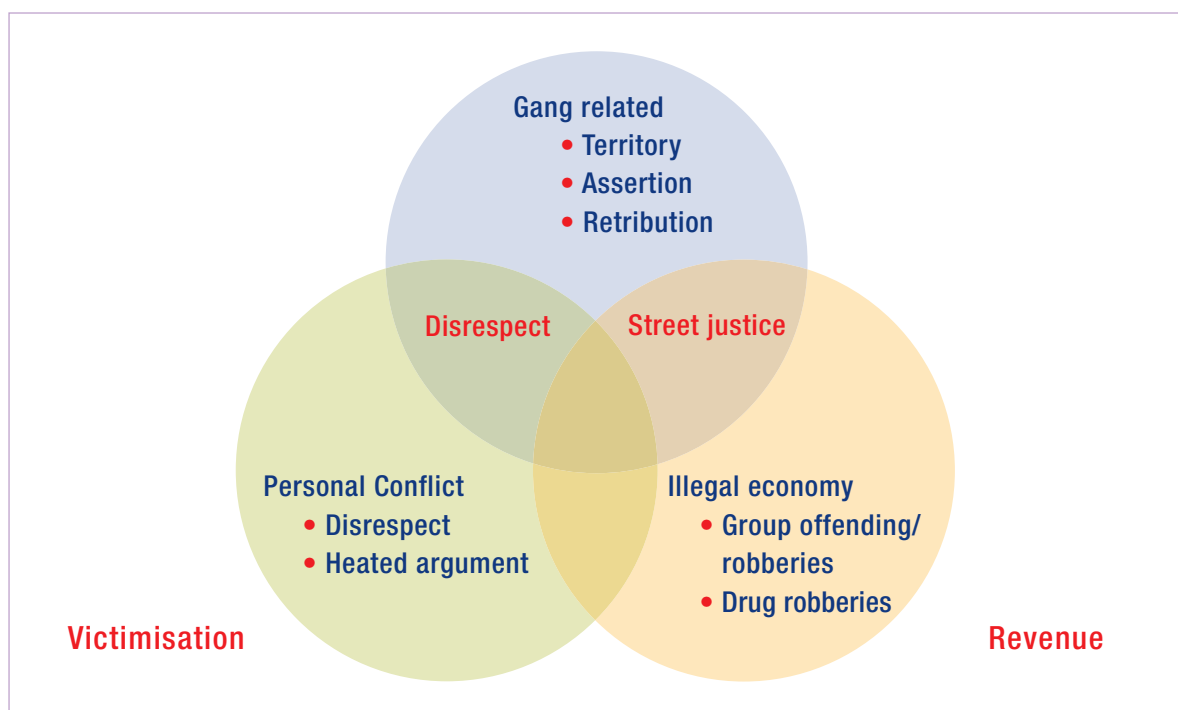 Gang related
• Territory
• Assertion
• Retribution
Disrespect
Street justice
Personal Conflict
• Disrespect
• Heated argument
Illegal economy
• Group offending/
robberies
• Drug robberies
Victimisation
Revenue